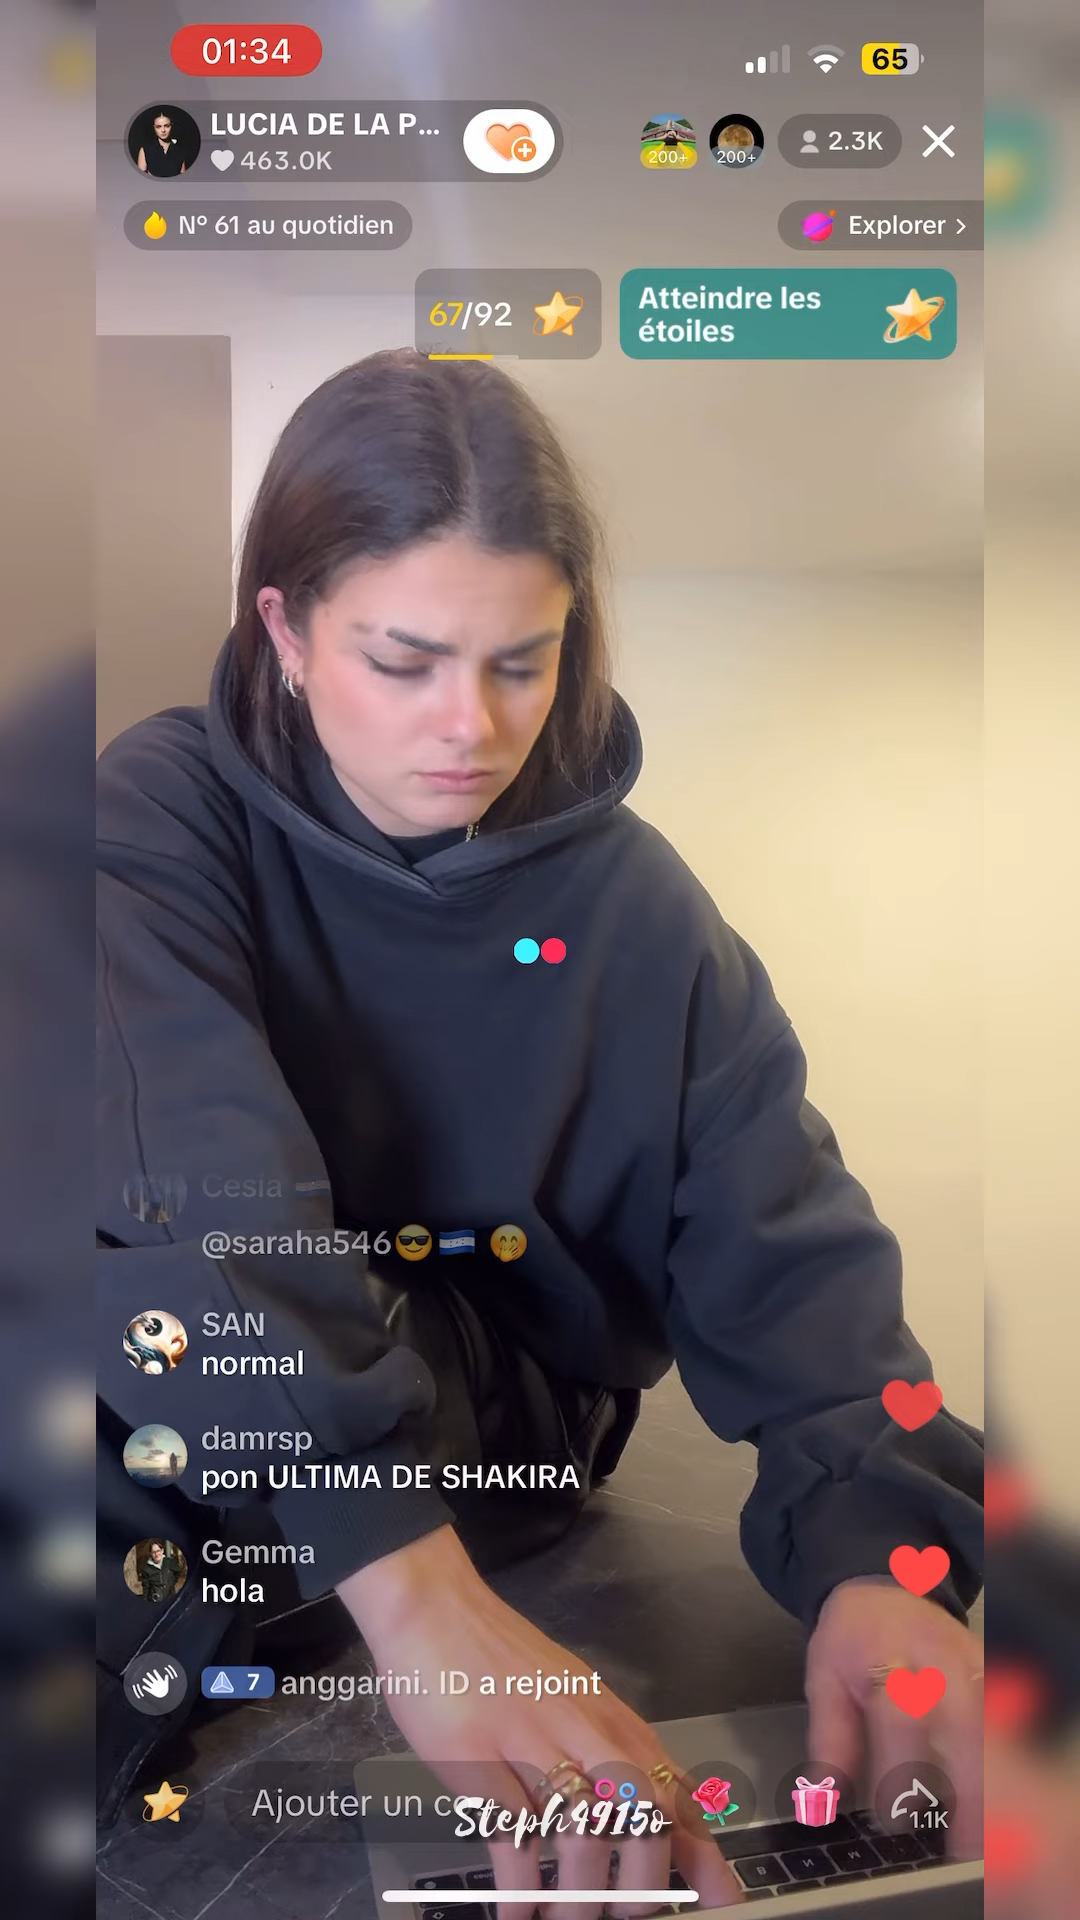 01:34
65
LUCIA DE LA P...
463.0K
200+
200+
2.3K
N° 61 au quotidien
Explorer >
67/92
Atteindre les
étoiles
Cesia
@saraha546😎🇭🇳 🤭
SAN
normal
damrsp
pon ULTIMA DE SHAKIRA
Gemma
hola
7 anggarini. ID a rejoint
Ajouter un co
Steph4915o
1.1K
B N M